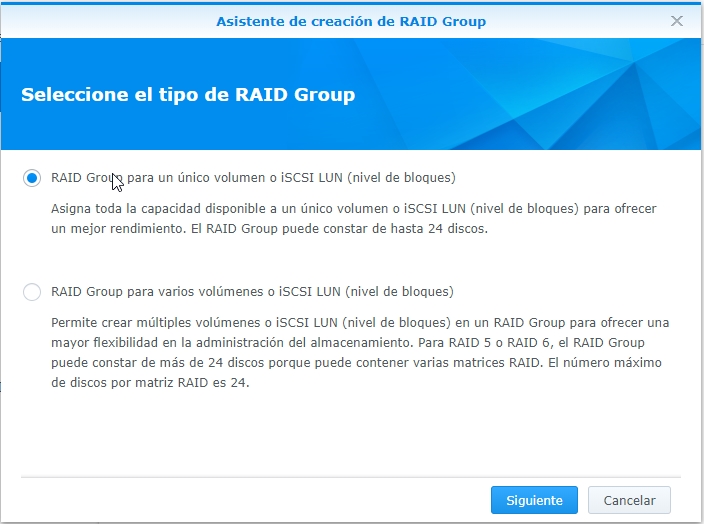 Asistente de creación de RAID Group
Seleccione el tipo de RAID Group
RAID Group para un único volumen o iSCSI LUN (nivel de bloques)
Asigna toda la capacidad disponible a un único volumen o iSCSI LUN (nivel de bloques) para ofrecer
un mejor rendimiento. El RAID Group puede constar de hasta 24 discos.
RAID Group para varios volúmenes o iSCSI LUN (nivel de bloques)
Permite crear múltiples volúmenes o iSCSI LUN (nivel de bloques) en un RAID Group para ofrecer una
mayor flexibilidad en la administración del almacenamiento. Para RAID 5 o RAID 6, el RAID Group
puede constar de más de 24 discos porque puede contener varias matrices RAID. El número máximo
de discos por matriz RAID es 24.
Siguiente
Cancelar